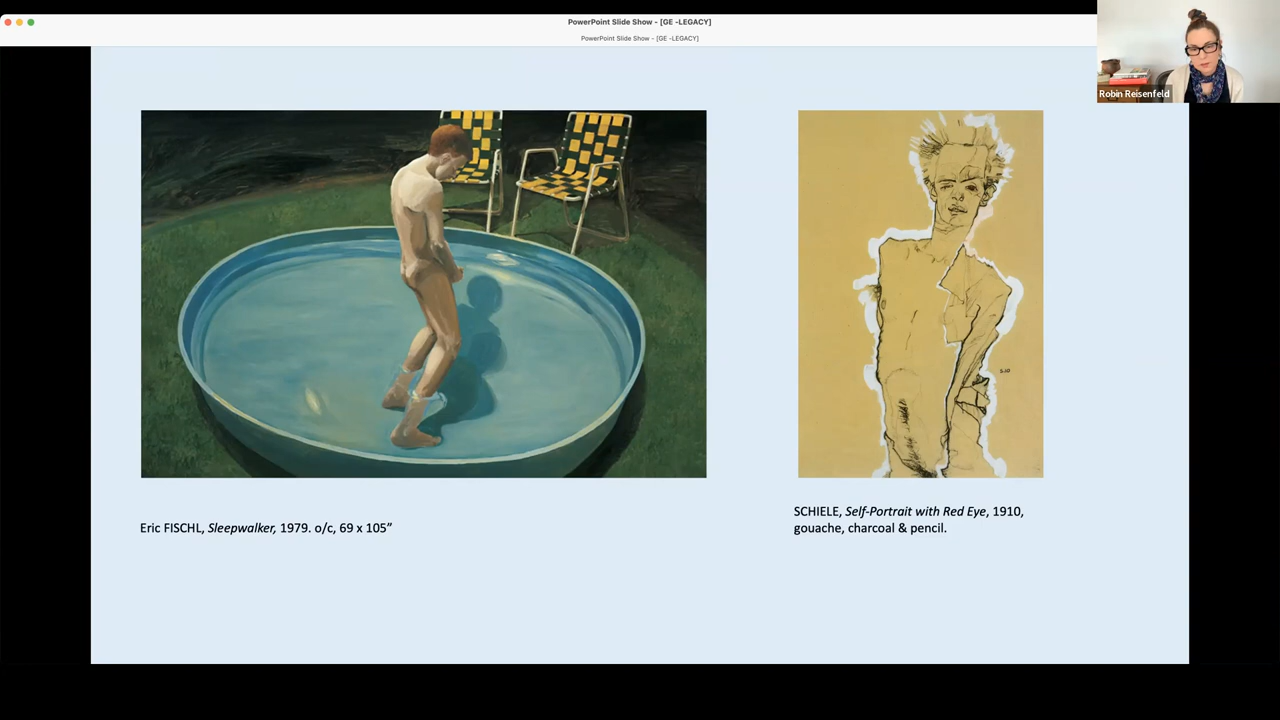 PowerPoint Slide Show - [GE -LEGACY]
PowerPoint Slide Show - [GE -LEGACY]
Robin Reisenfeld
S.10
Eric FISCHL, Sleepwalker, 1979. o/c, 69 x 105”
SCHIELE, Self-Portrait with Red Eye, 1910,
gouache, charcoal & pencil.